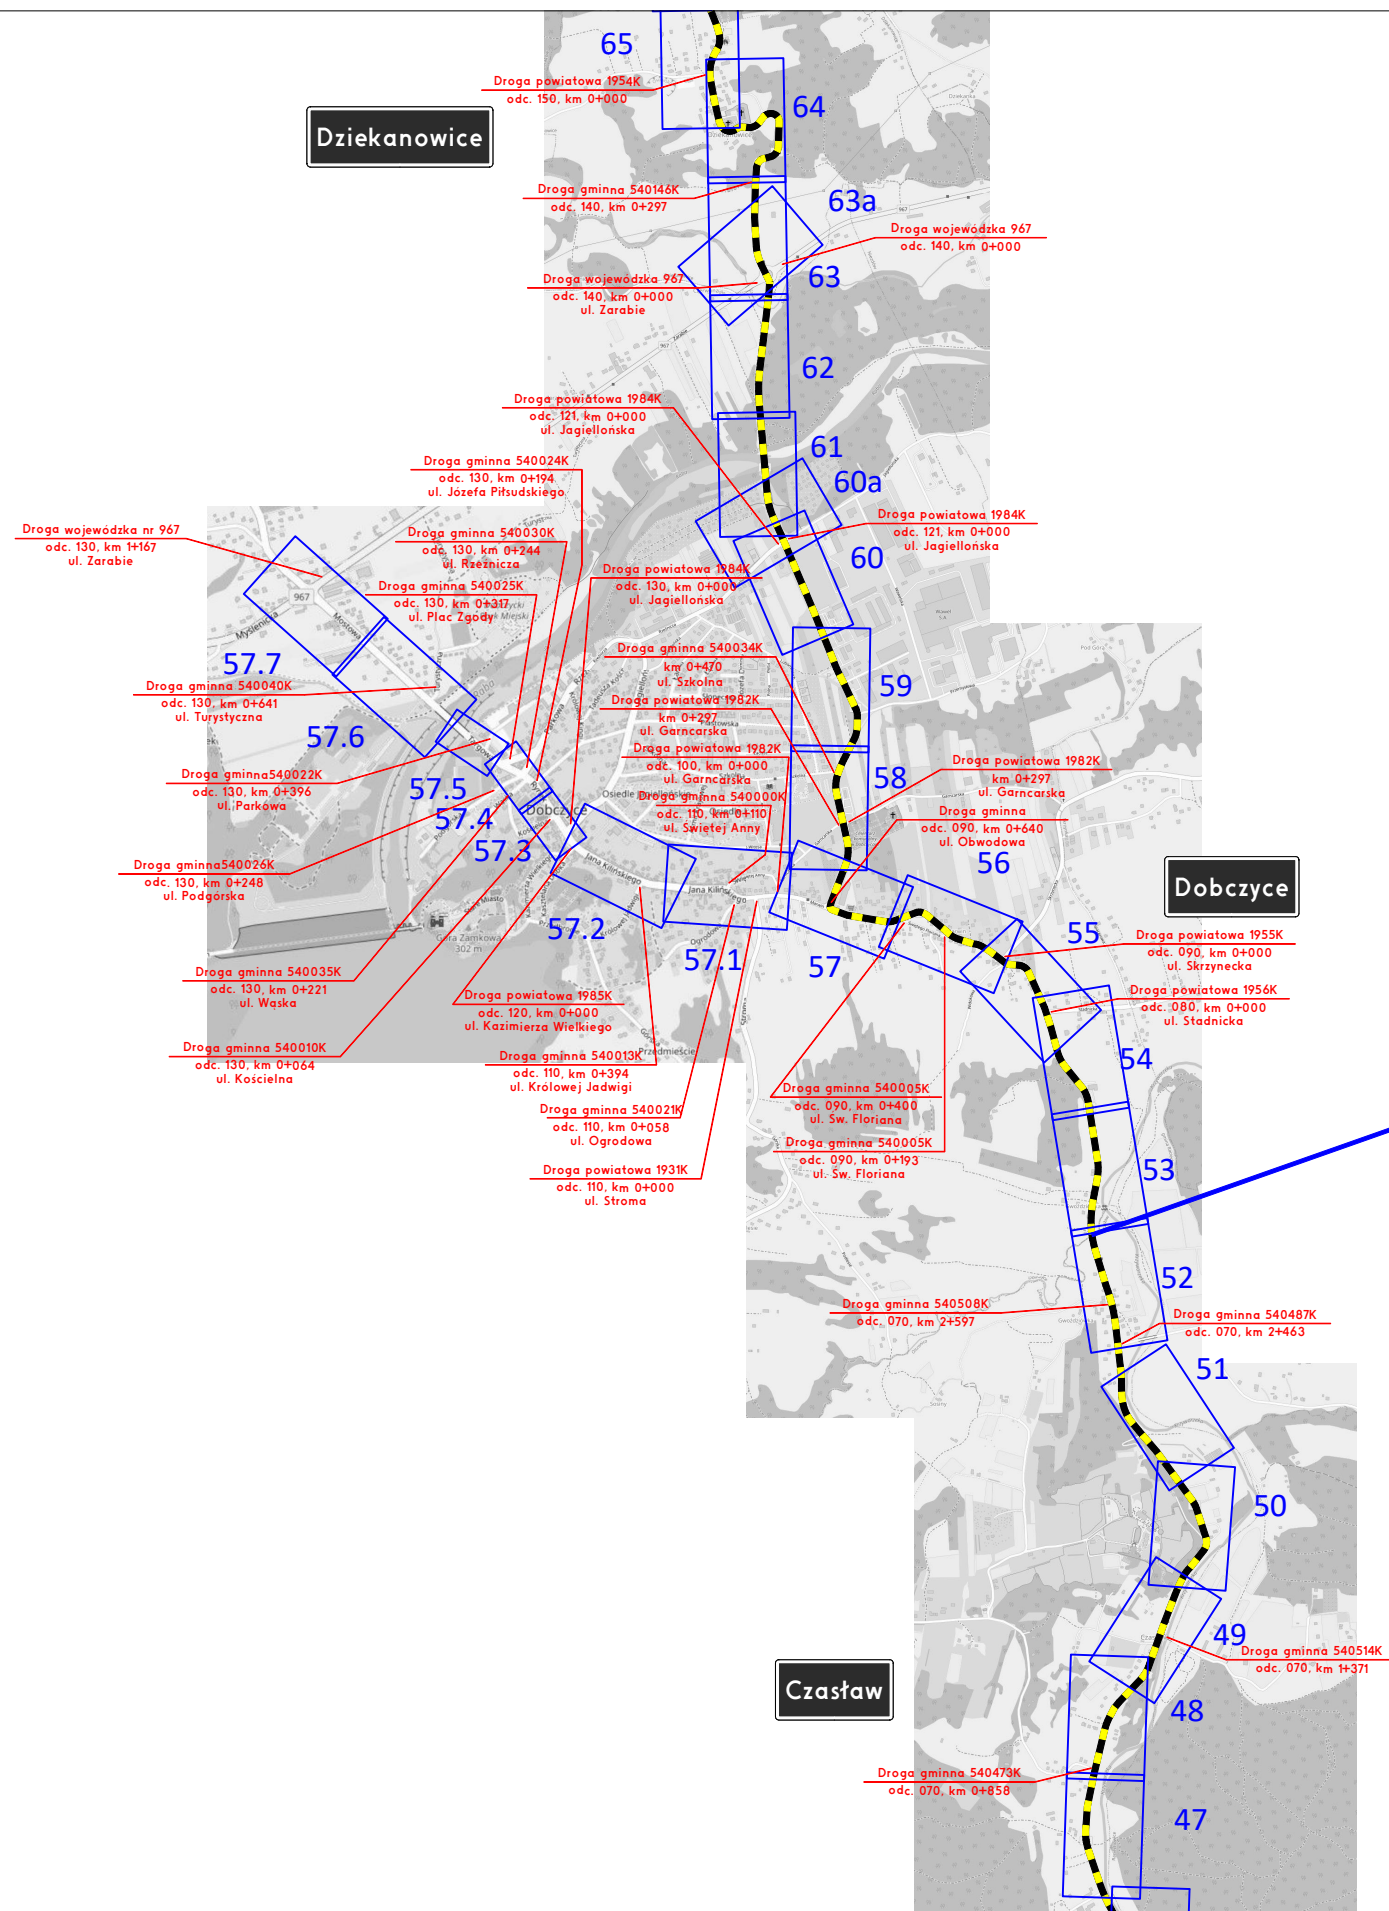 65
Droga powiatowa 1954K
odc. 150, km 0+000
64
Dziekanowice
Droga gminna 540146K
odc. 140, km 0+297
63a
Droga wojewódzka 967
odc. 140, km 0+000
Droga wojewódzka 967
odc. 140, km 0+000
ul. Zarabie
63
62
Droga powiatowa 1984K
odc. 121, km 0+000
ul. Jagiellońska
61
60a
Droga gminna 540024K
odc. 130, km 0+194
ul. Józefa Piłsudskiego
Droga powiatowa 1984K
odc. 121, km 0+000
ul. Jagiellońska
60
Droga wojewódzka nr 967
odc. 130, km 1+167
ul. Zarabie
Droga gminna 540030K
odc. 130, km 0+244
ul. Rzeźnicza
Droga powiatowa 1984K
odc. 130, km 0+000
ul. Jagiellońska
Droga gminna 540025K
odc. 130, km 0+317
ul. Plac Zgody
967
Myślenicka
Mostowa
57.7
Droga gminna 540034K
km 0+470
ul. Szkolna
59
Droga gminna 540040K
odc. 130, km 0+641
ul. Turystyczna
Droga powiatowa 1982K
km 0+297
ul. Garncarska
57.6
Droga powiatowa 1982K
odc. 100, km 0+000
ul. Garncarska
58
Droga powiatowa 1982K
km 0+297
ul. Garncarska
Droga gminna540022K
odc. 130, km 0+396
ul. Parkowa
57.5
Droga gminna 540000K
odc. 110, km 0+110
ul. Świętej Anny
Droga gminna
odc. 090, km 0+640
ul. Obwodowa
57.4
Dobczyce
57.3
56
Droga gminna540026K
odc. 130, km 0+248
ul. Podgórska
Jana Kilińskiego
Jana Kilińskiego
Dobczyce
57.2
Góra Zamkowa
302 m
57.1
57
55
Droga powiatowa 1955K
odc. 090, km 0+000
ul. Skrzynecka
Droga gminna 540035K
odc. 130, km 0+221
ul. Wąska
Droga powiatowa 1985K
odc. 120, km 0+000
ul. Kazimierza Wielkiego
Stroma
Droga powiatowa 1956K
odc. 080, km 0+000
ul. Stadnicka
Droga gminna 540010K
odc. 130, km 0+064
ul. Kościelna
Przedmieście
54
Droga gminna 540013K
odc. 110, km 0+394
ul. Królowej Jadwigi
Droga gminna 540005K
odc. 090, km 0+400
ul. Św. Floriana
Droga gminna 540021K
odc. 110, km 0+058
ul. Ogrodowa
Droga gminna 540005K
odc. 090, km 0+193
ul. Św. Floriana
Droga powiatowa 1931K
odc. 110, km 0+000
ul. Stroma
53
52
Droga gminna 540508K
odc. 070, km 2+597
Droga gminna 540487K
odc. 070, km 2+463
51
50
49
Droga gminna 540514K
odc. 070, km 1+371
Czasław
48
Droga gminna 540473K
odc. 070, km 0+858
47